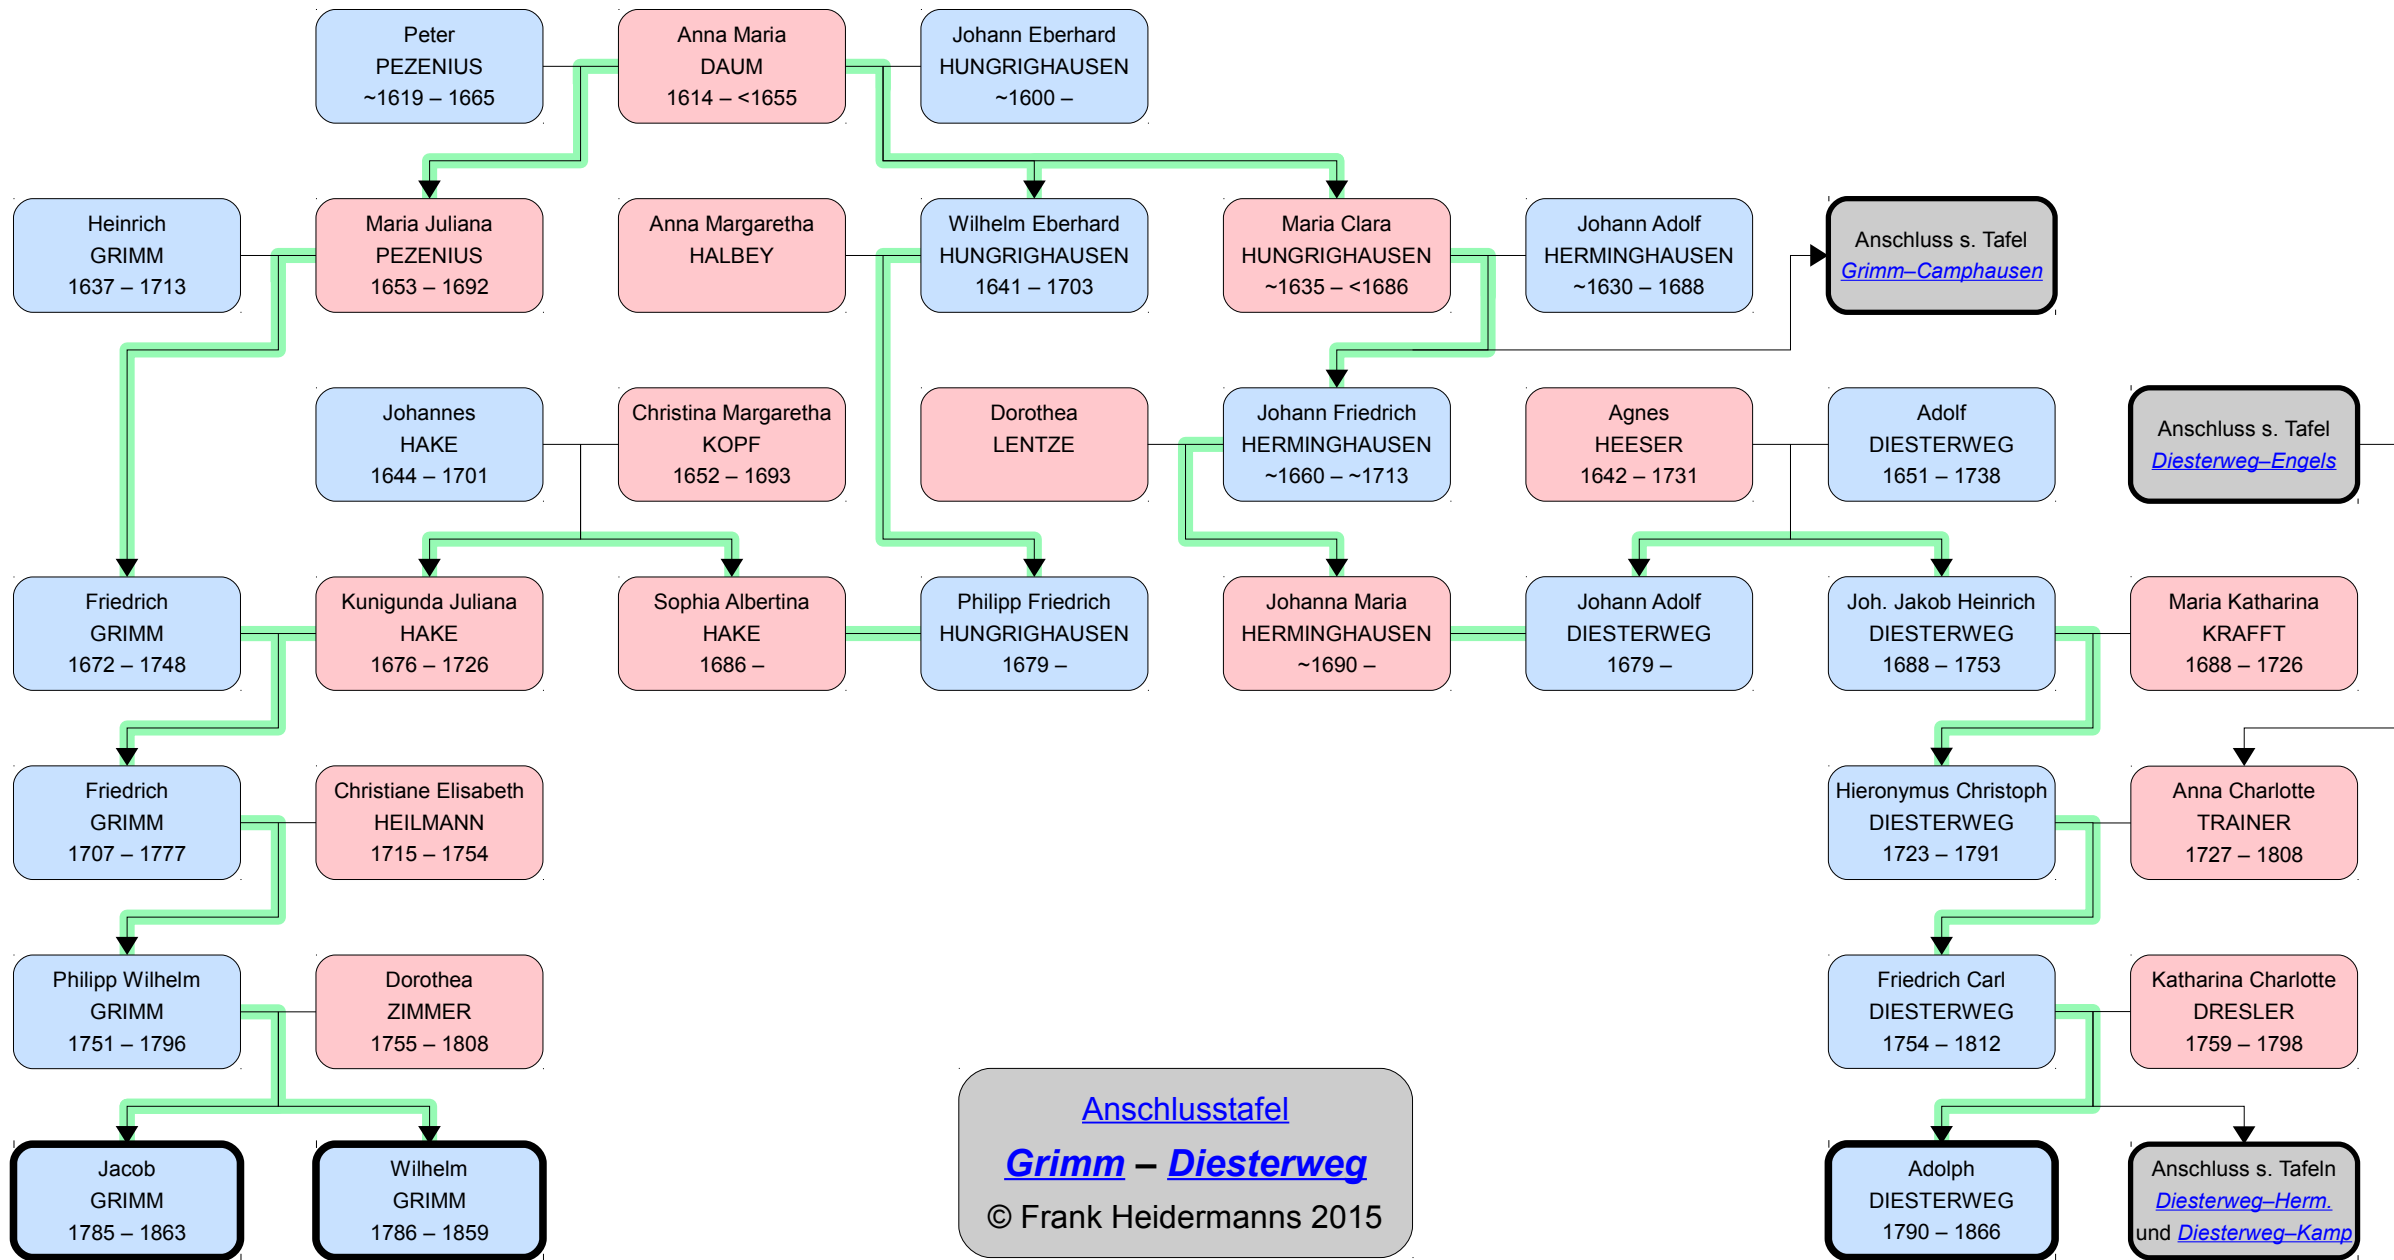 Peter
PEZENIUS
~1619 – 1665
Anna Maria
DAUM
1614 – <1655
Johann Eberhard
HUNGRIGHAUSEN
~1600 –
Heinrich
GRIMM
1637 – 1713
Maria Juliana
PEZENIUS
1653 – 1692
Anna Margaretha
HALBEY
Wilhelm Eberhard
HUNGRIGHAUSEN
1641 – 1703
Maria Clara
HUNGRIGHAUSEN
~1635 – <1686
Johann Adolf
HERMINGHAUSEN
~1630 – 1688
Anschluss s. Tafel
Grimm–Camphausen
Johannes
HAKE
1644 – 1701
Christina Margaretha
KOPF
1652 – 1693
Dorothea
LENTZE
Johann Friedrich
HERMINGHAUSEN
~1660 – ~1713
Agnes
HEESER
1642 – 1731
Adolf
DIESTERWEG
1651 – 1738
Anschluss s. Tafel
Diesterweg–Engels
Friedrich
GRIMM
1672 – 1748
Kunigunda Juliana
HAKE
1676 – 1726
Sophia Albertina
HAKE
1686 –
Philipp Friedrich
HUNGRIGHAUSEN
1679 –
Johanna Maria
HERMINGHAUSEN
~1690 –
Johann Adolf
DIESTERWEG
1679 –
Joh. Jakob Heinrich
DIESTERWEG
1688 – 1753
Maria Katharina
KRAFFT
1688 – 1726
Friedrich
GRIMM
1707 – 1777
Christiane Elisabeth
HEILMANN
1715 – 1754
Hieronymus Christoph
DIESTERWEG
1723 – 1791
Anna Charlotte
TRAINER
1727 – 1808
Philipp Wilhelm
GRIMM
1751 – 1796
Dorothea
ZIMMER
1755 – 1808
Friedrich Carl
DIESTERWEG
1754 – 1812
Katharina Charlotte
DRESLER
1759 – 1798
Jacob
GRIMM
1785 – 1863
Wilhelm
GRIMM
1786 – 1859
Anschlusstafel
Grimm – Diesterweg
© Frank Heidermanns 2015
Adolph
DIESTERWEG
1790 – 1866
Anschluss s. Tafeln
Diesterweg–Herm.
und Diesterweg–Kamp